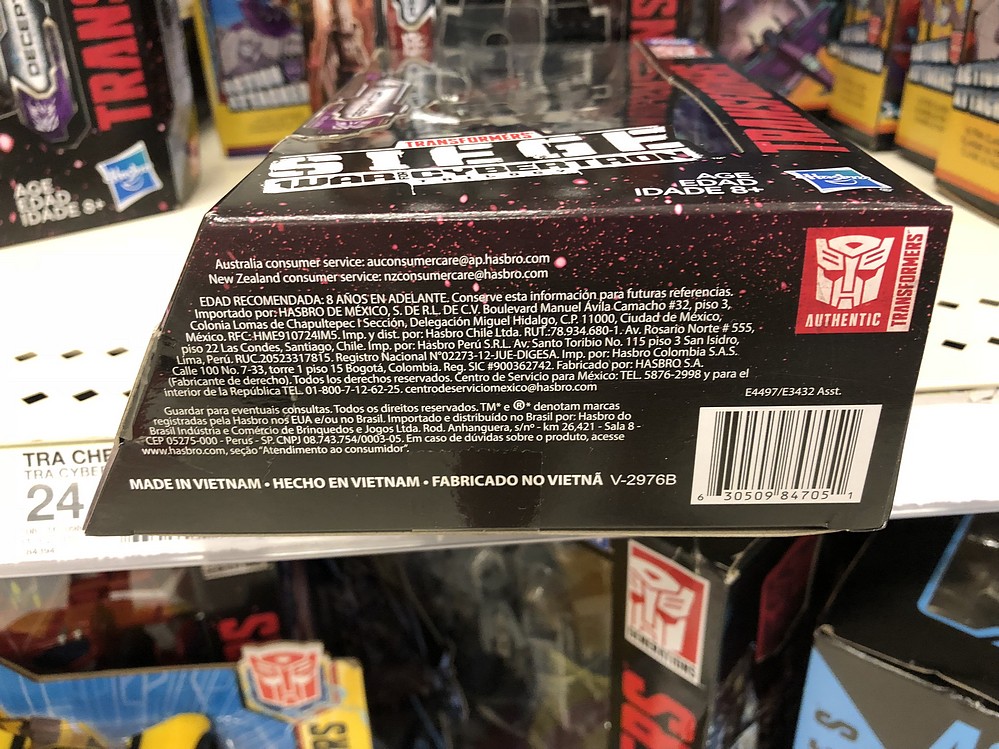 DECEPT
TRANS
AGE
EDAD
IDADE 8+
Hasbro
TRANSFORMERS
SIEGE
WAR FOR CYBERTRON
AGE
EDAD
IDADE 8+
Hasbro
Australia consumer service: auconsumercare@ap.hasbro.com
New Zealand consumer service: nzconsumercare@hasbro.com
EDAD RECOMENDADA: 8 AÑOS EN ADELANTE. Conserve esta información para futuras referencias.
Importado por: HASBRO DE MÉXICO, S. DE R.L. DE C.V. Boulevard Manuel Ávila Camacho #32, piso 3,
Colonia Lomas de Chapultepec I Sección, Delegación Miguel Hidalgo, C.P. 11000, Ciudad de México,
México. RFC: HME910724IM5. Imp. y dist. por: Hasbro Chile Ltda. RUT.:78.934.680-1. Av. Rosario Norte # 555,
piso 22 Las Condes, Santiago, Chile. Imp. por: Hasbro Perú S.R.L. Av. Santo Toribio No. 115 piso 3 San Isidro,
Lima, Perú. RUC.20523317815. Registro Nacional N°02273-12-JUE-DIGESA. Imp. por: Hasbro Colombia S.A.S.
Calle 100 No. 7-33, torre 1 piso 15 Bogotá, Colombia. Reg. SIC #900362742. Fabricado por: HASBRO S.A.
(Fabricante de derecho). Todos los derechos reservados. Centro de Servicio para México: TEL. 5876-2998 y para el
interior de la República TEL. 01-800-7-12-62-25. centrodeserviciomexico@hasbro.com
Guardar para eventuais consultas. Todos os direitos reservados. TM* e ®* denotam marcas
registradas pela Hasbro nos EUA e/ou no Brasil. Importado e distribuído no Brasil por: Hasbro do
Brasil Indústria e Comércio de Brinquedos e Jogos Ltda. Rod. Anhanguera, s/nº - km 26,421 - Sala 8 -
CEP 05275-000 - Perus - SP. CNPJ 08.743.754/0003-05. Em caso de dúvidas sobre o produto, acesse
www.hasbro.com, seção "Atendimento ao consumidor".
MADE IN VIETNAM • HECHO EN VIETNAM • FABRICADO NO VIETNÃ V-2976B
AUTHENTIC
TRANSFORMERS
E4497/E3432 Asst.
6 30509 84705 1
TRA CHE
TRA CYBER
24
GENERATIONS